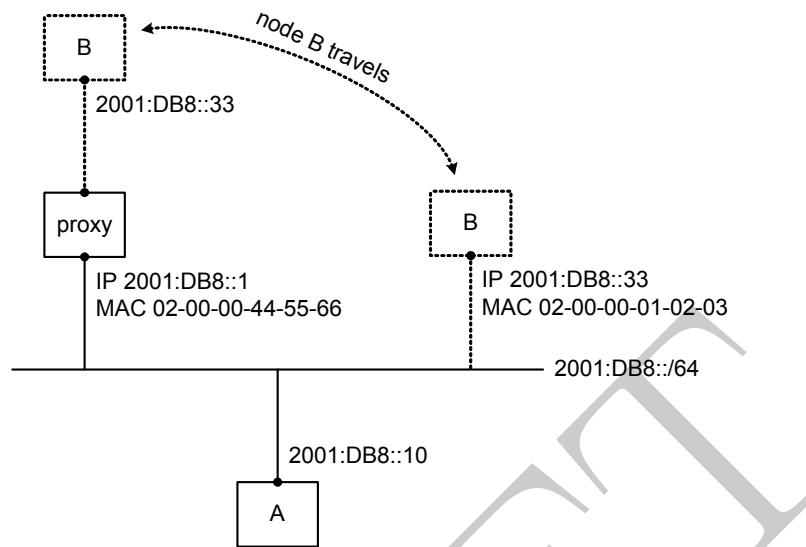 B
node B travels
2001:DB8::33
proxy
B
IP 2001:DB8::1
MAC 02-00-00-44-55-66
IP 2001:DB8::33
MAC 02-00-00-01-02-03
2001:DB8::/64
2001:DB8::10
A
FT